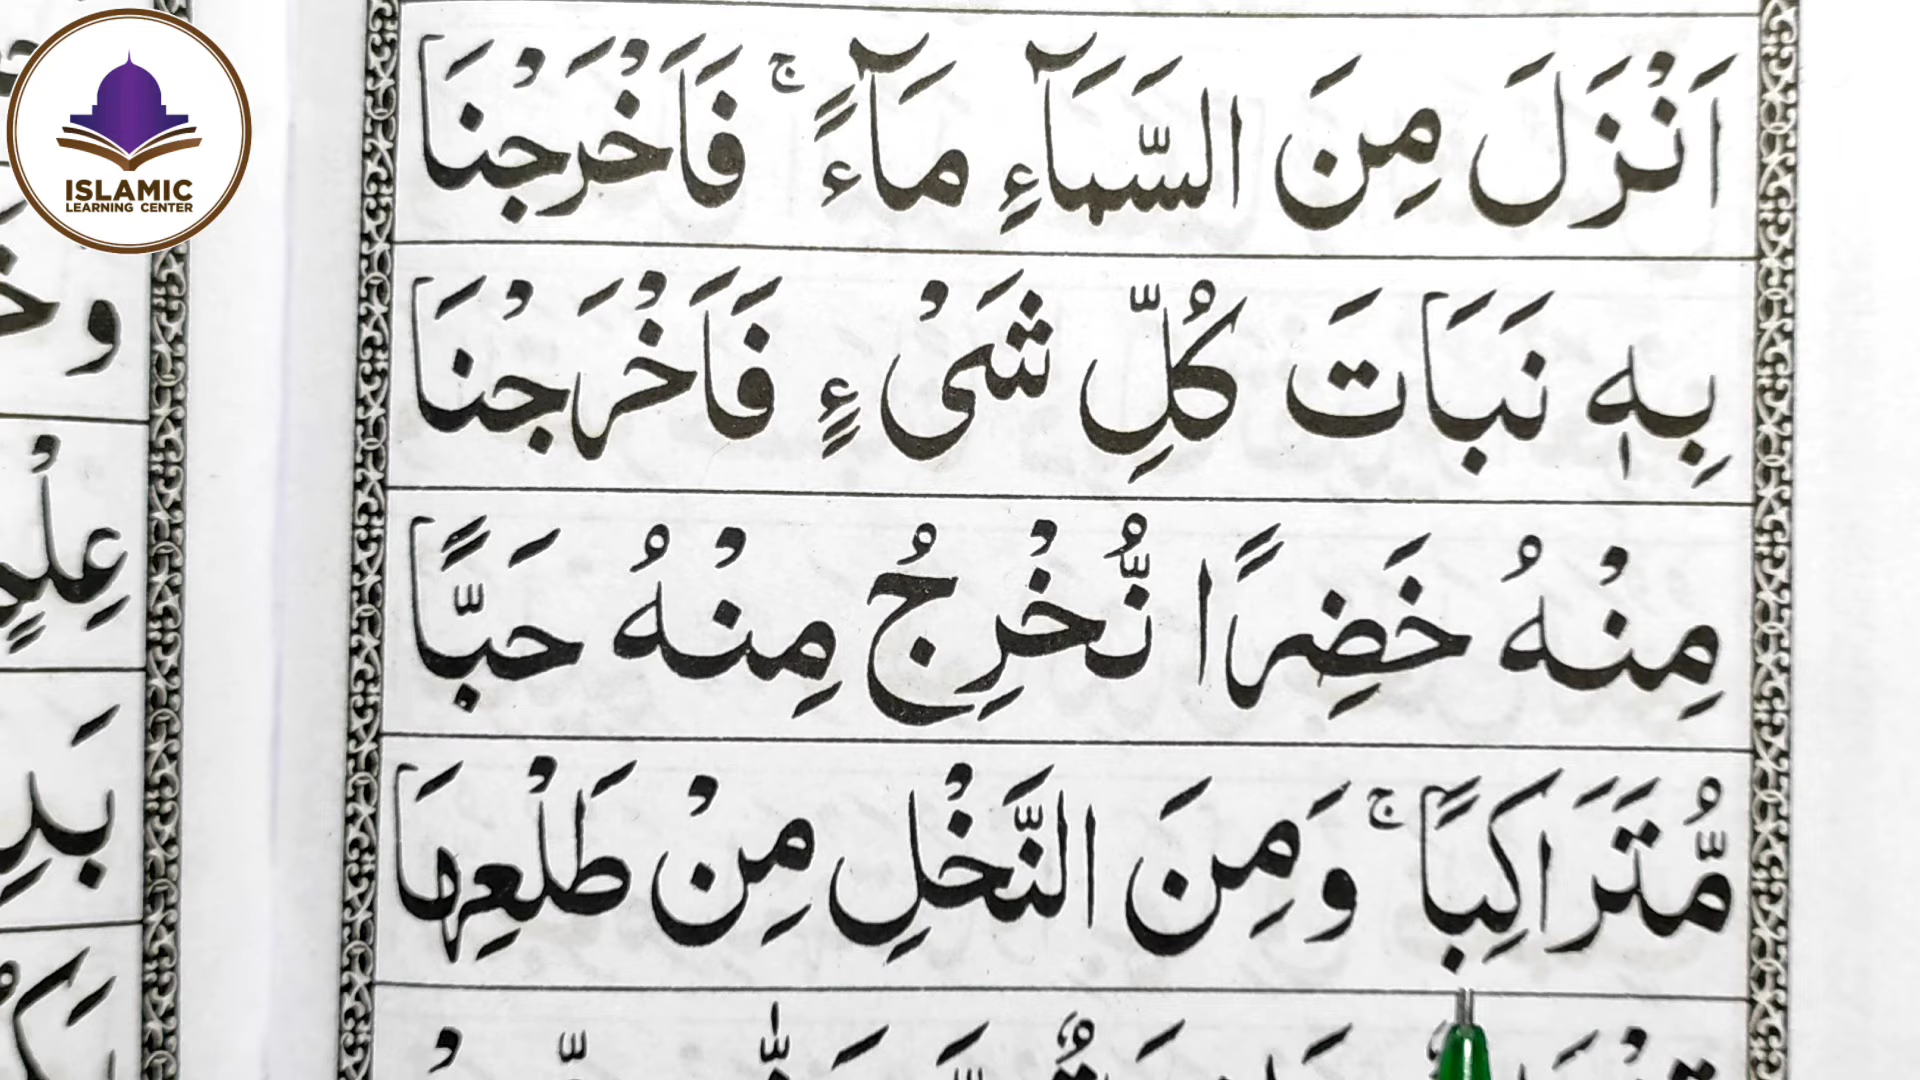 ISLAMIC
LEARNING CENTER
اَنْزَلَ مِنَ السَّمَآءِ مَآءً ۚ فَاَخْرَجْنَا
بِهٖ نَبَاتَ كُلِّ شَىْءٍ فَاَخْرَجْنَا
مِنْهُ خَضِرًا نُّخْرِجُ مِنْهُ حَبًّا
مُّتَرَاكِبًا ۚ وَمِنَ النَّخْلِ مِنْ طَلْعِهَا